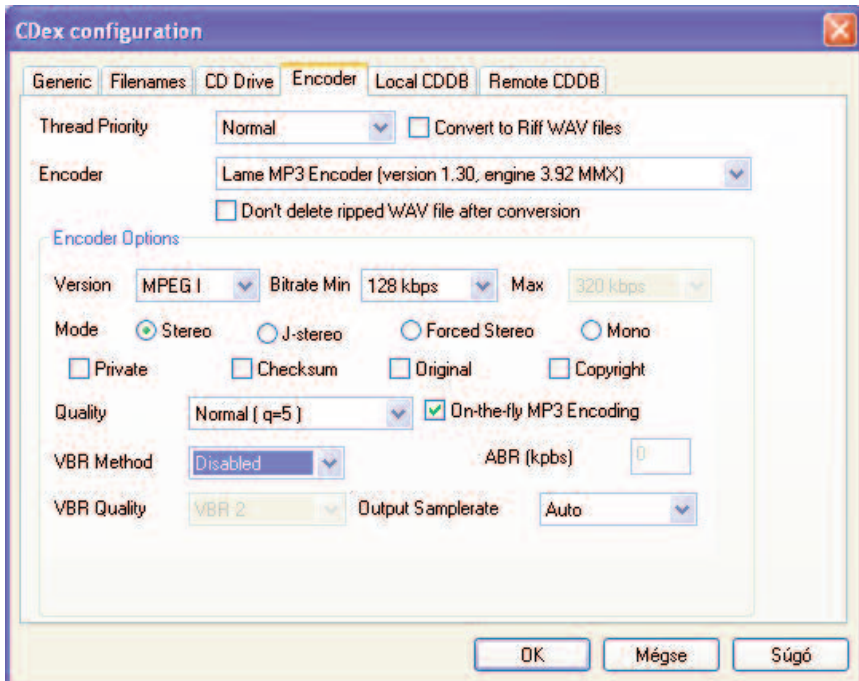 CDex configuration
Generic Filenames CD Drive Encoder Local CDDB Remote CDDB
Thread Priority Normal Convert to Riff WAV files
Encoder Lame MP3 Encoder (version 1.30, engine 3.92 MMX)
Don't delete ripped WAV file after conversion
Encoder Options
Version MPEG I Bitrate Min 128 kbps Max 320 kbps
Mode Stereo J-stereo Forced Stereo Mono
Private Checksum Original Copyright
Quality Normal ( q=5 ) On-the-fly MP3 Encoding
VBR Method Disabled ABR (kpbs) 0
VBR Quality VBR 2 Output Samplerate Auto
OK Mégse Súgó